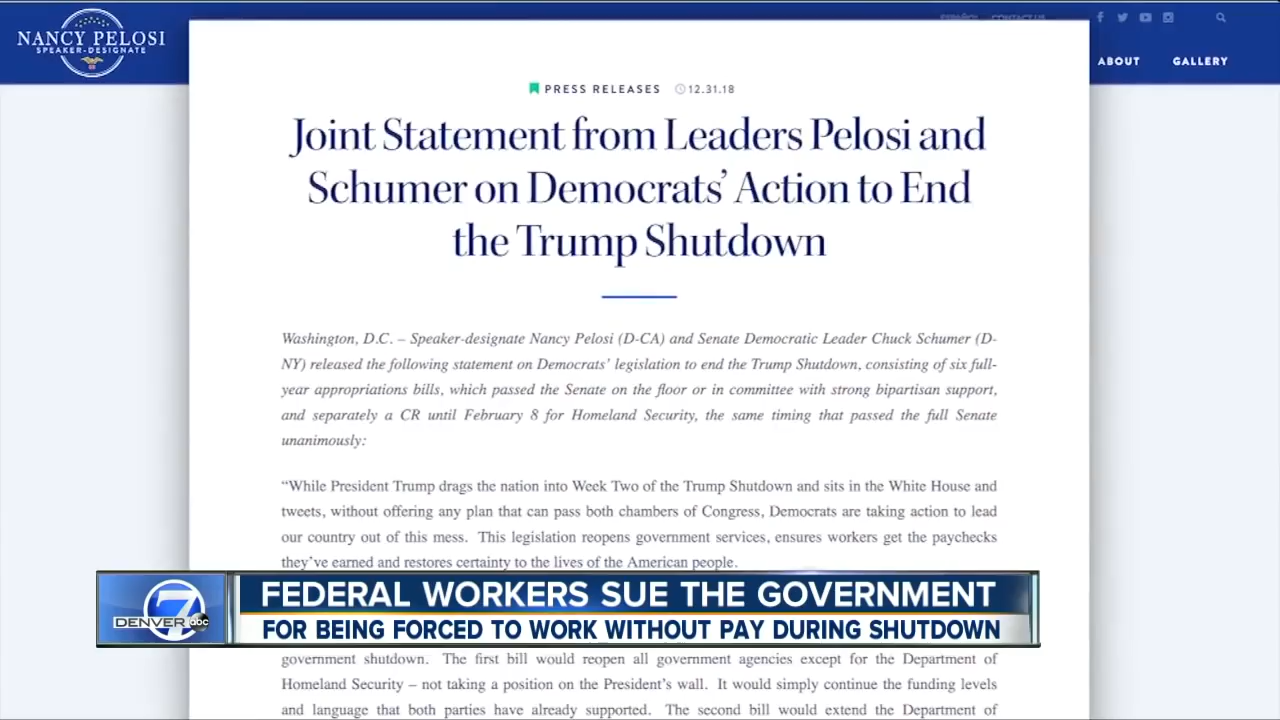 NANCY PELOSI
SPEAKER-DESIGNATE
ESPAÑOL CONTACT US
ABOUT GALLERY
PRESS RELEASES 12.31.18
Joint Statement from Leaders Pelosi and
Schumer on Democrats’ Action to End
the Trump Shutdown
Washington, D.C. – Speaker-designate Nancy Pelosi (D-CA) and Senate Democratic Leader Chuck Schumer (D-
NY) released the following statement on Democrats’ legislation to end the Trump Shutdown, consisting of six full-
year appropriations bills, which passed the Senate on the floor or in committee with strong bipartisan support,
and separately a CR until February 8 for Homeland Security, the same timing that passed the full Senate
unanimously:
“While President Trump drags the nation into Week Two of the Trump Shutdown and sits in the White House and
tweets, without offering any plan that can pass both chambers of Congress, Democrats are taking action to lead
our country out of this mess. This legislation reopens government services, ensures workers get the paychecks
they’ve earned and restores certainty to the lives of the American people.
DENVER 7 abc
FEDERAL WORKERS SUE THE GOVERNMENT
FOR BEING FORCED TO WORK WITHOUT PAY DURING SHUTDOWN
government shutdown. The first bill would reopen all government agencies except for the Department of
Homeland Security – not taking a position on the President’s wall. It would simply continue the funding levels
and language that both parties have already supported. The second bill would extend the Department of